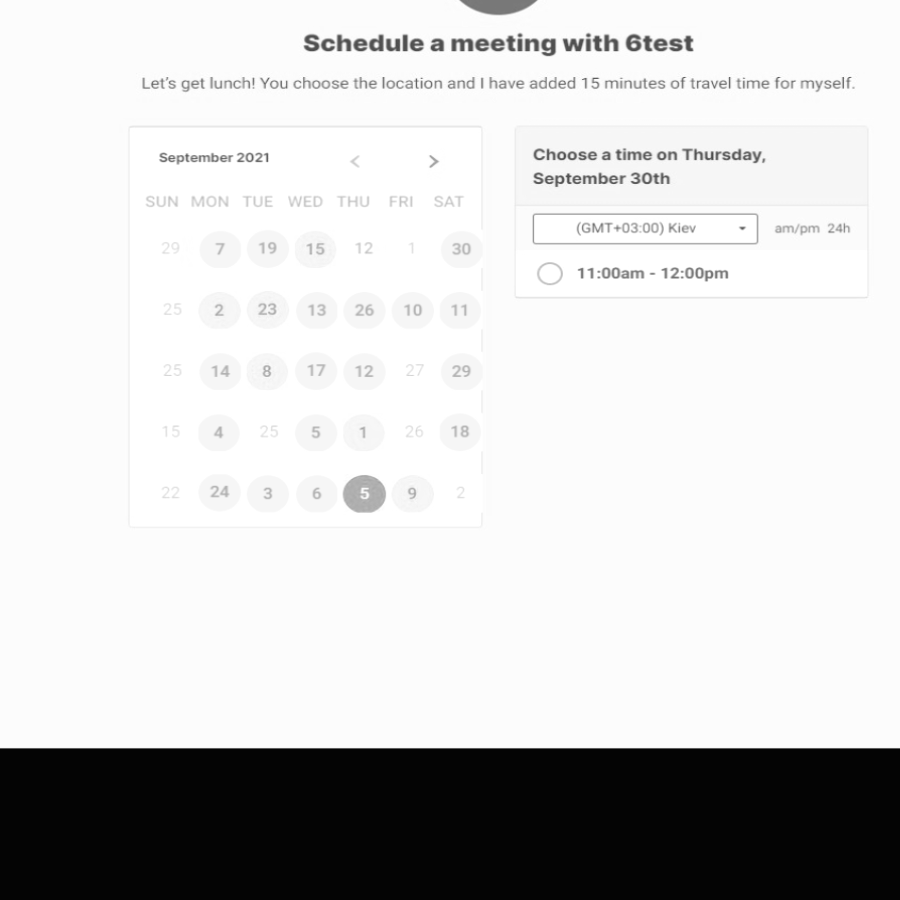 Schedule a meeting with 6test
Let's get lunch! You choose the location and I have added 15 minutes of travel time for myself.
September 2021 < >
SUN MON TUE WED THU FRI SAT
29 7 19 15 12 1 30
25 2 23 13 26 10 11
25 14 8 17 12 27 29
15 4 25 5 1 26 18
22 24 3 6 5 9 2
Choose a time on Thursday,
September 30th
(GMT+03:00) Kiev am/pm 24h
11:00am - 12:00pm